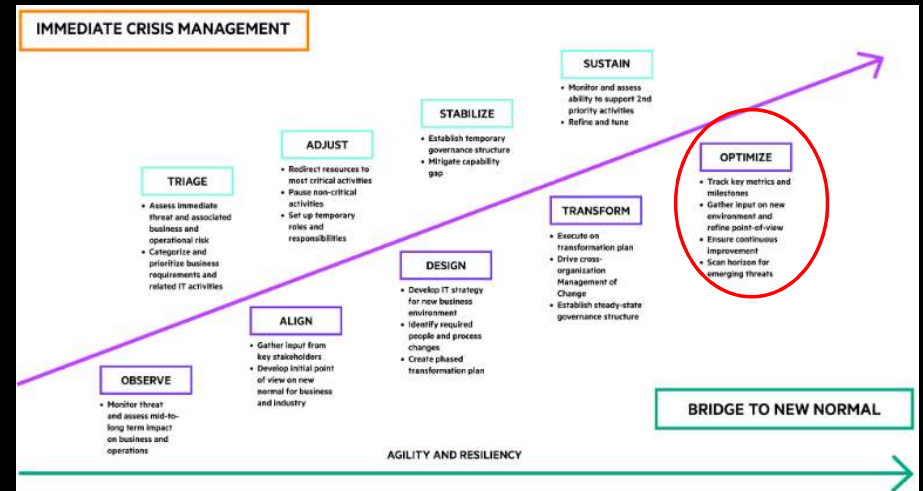 IMMEDIATE CRISIS MANAGEMENT
SUSTAIN
• Monitor and assess
ability to support 2nd
priority activities
• Refine and tune
STABILIZE
• Establish temporary
governance structure
• Mitigate capability
gap
ADJUST
• Redirect resources to
most critical activities
• Pause non-critical
activities
• Set up temporary
roles and
responsibilities
TRIAGE
• Assess immediate
threat and associated
business and
operational risk
• Categorize and
prioritize business
requirements and
related IT activities
OPTIMIZE
• Track key metrics and
milestones
• Gather input on new
environment and
refine point-of-view
• Ensure continuous
improvement
• Scan horizon for
emerging threats
TRANSFORM
• Execute on
transformation plan
• Drive cross-
organization
Management of
Change
• Establish steady-state
governance structure
DESIGN
• Develop IT strategy
for new business
environment
• Identify required
people and process
changes
• Create phased
transformation plan
ALIGN
• Gather input from
key stakeholders
• Develop initial point
of view on new
normal for business
and industry
OBSERVE
• Monitor threat
and assess mid-to-
long term impact
on business and
operations
BRIDGE TO NEW NORMAL
AGILITY AND RESILIENCY